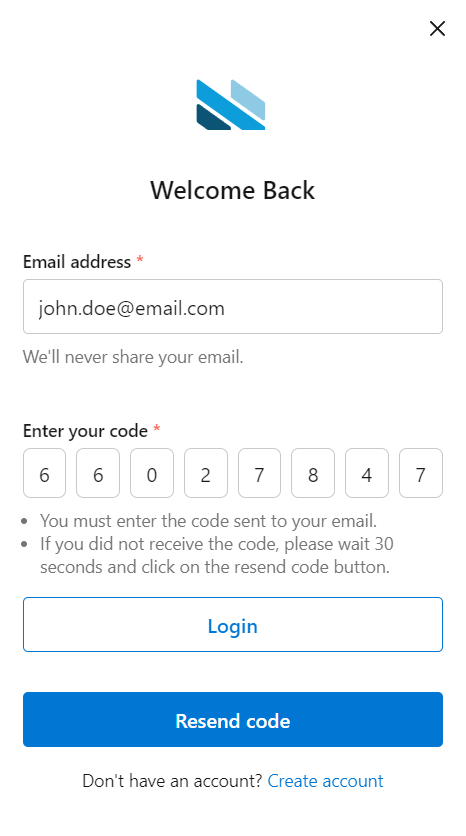 Welcome Back
Email address *
john.doe@email.com
We'll never share your email.
Enter your code *
6 6 0 2 7 8 4 7
• You must enter the code sent to your email.
• If you did not receive the code, please wait 30
seconds and click on the resend code button.
Login
Resend code
Don't have an account? Create account